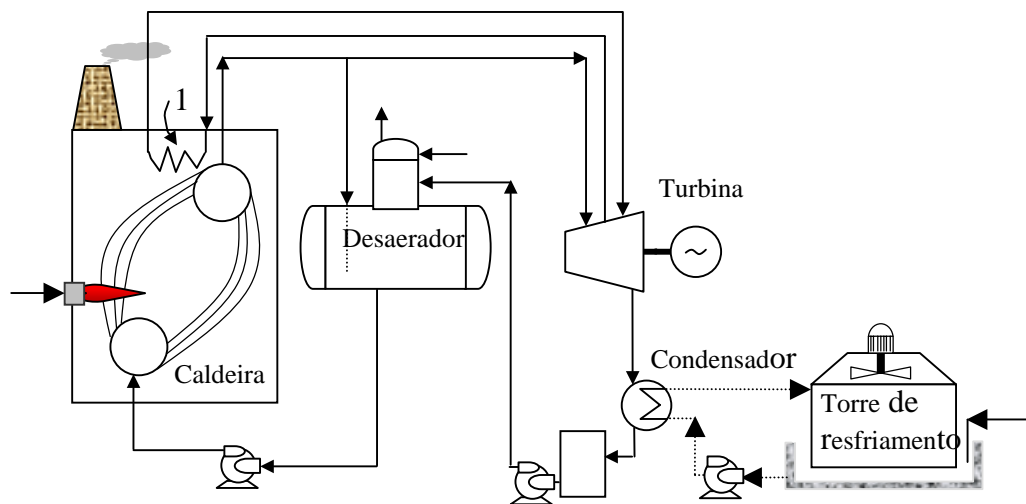 1
Turbina
Desaerador
Condensador
Caldeira
Torre de
resfriamento